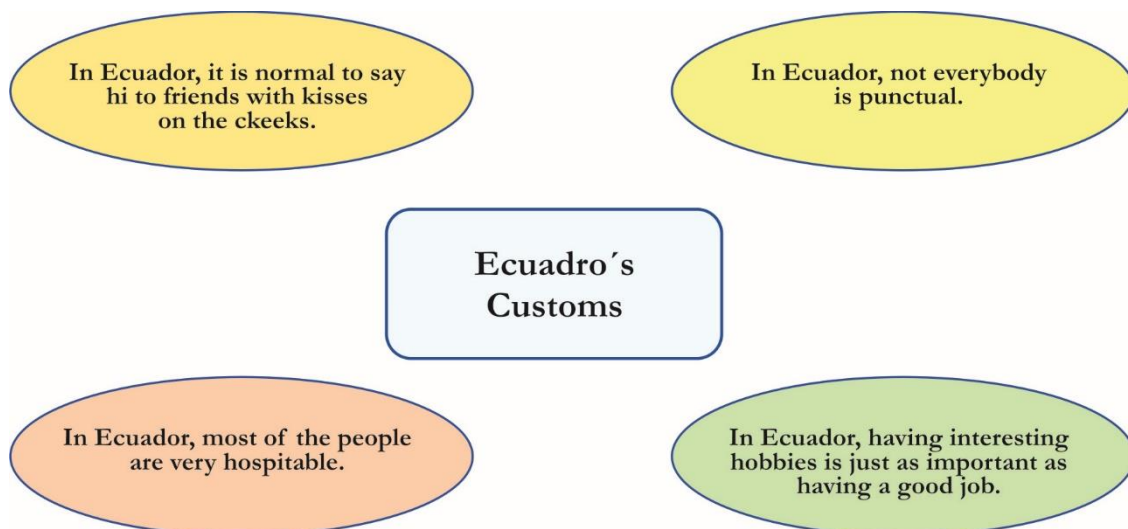 In Ecuador, it is normal to say
hi to friends with kisses
on the ckeeks.
In Ecuador, not everybody
is punctual.
Ecuadro´s
Customs
In Ecuador, most of the people
are very hospitable.
In Ecuador, having interesting
hobbies is just as important as
having a good job.